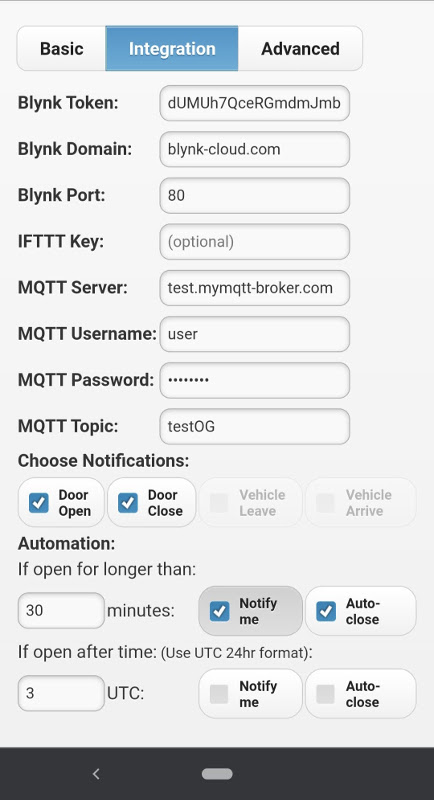 Basic Integration Advanced
Blynk Token: dUMUh7QceRGmdmJmb
Blynk Domain: blynk-cloud.com
Blynk Port: 80
IFTTT Key: (optional)
MQTT Server: test.mymqtt-broker.com
MQTT Username: user
MQTT Password: ••••••••
MQTT Topic: testOG
Choose Notifications:
Door Open Door Close Vehicle Leave Vehicle Arrive
Automation:
If open for longer than:
30 minutes: Notify me Auto-close
If open after time: (Use UTC 24hr format):
3 UTC: Notify me Auto-close